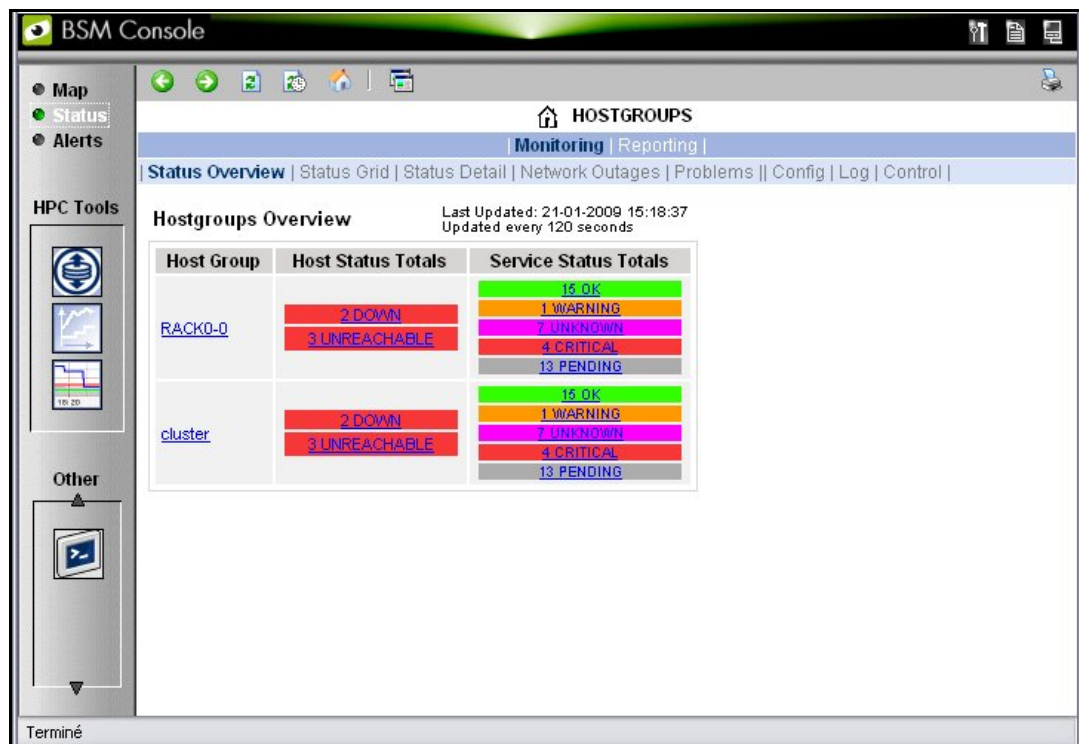 BSM Console
Map
Status
Alerts
HPC Tools
Other
HOSTGROUPS
| Monitoring | Reporting |
| Status Overview | Status Grid | Status Detail | Network Outages | Problems || Config | Log | Control |
Hostgroups Overview
Last Updated: 21-01-2009 15:18:37
Updated every 120 seconds
Host Group Host Status Totals Service Status Totals
RACK0-0
2 DOWN
3 UNREACHABLE
15 OK
1 WARNING
7 UNKNOWN
4 CRITICAL
13 PENDING
cluster
2 DOWN
3 UNREACHABLE
15 OK
1 WARNING
7 UNKNOWN
4 CRITICAL
13 PENDING
Terminé